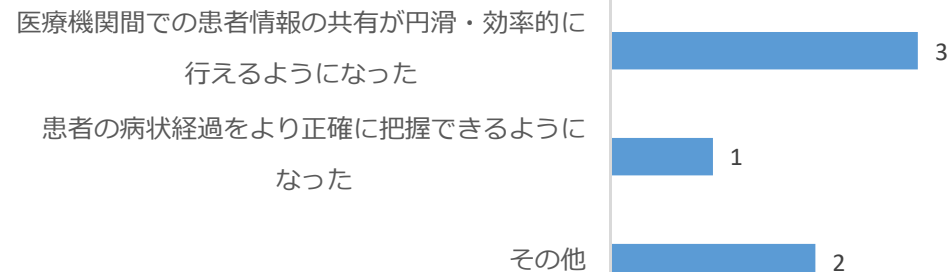 医療機関間での患者情報の共有が円滑・効率的に
行えるようになった
3
患者の病状経過をより正確に把握できるように
なった
1
その他
2